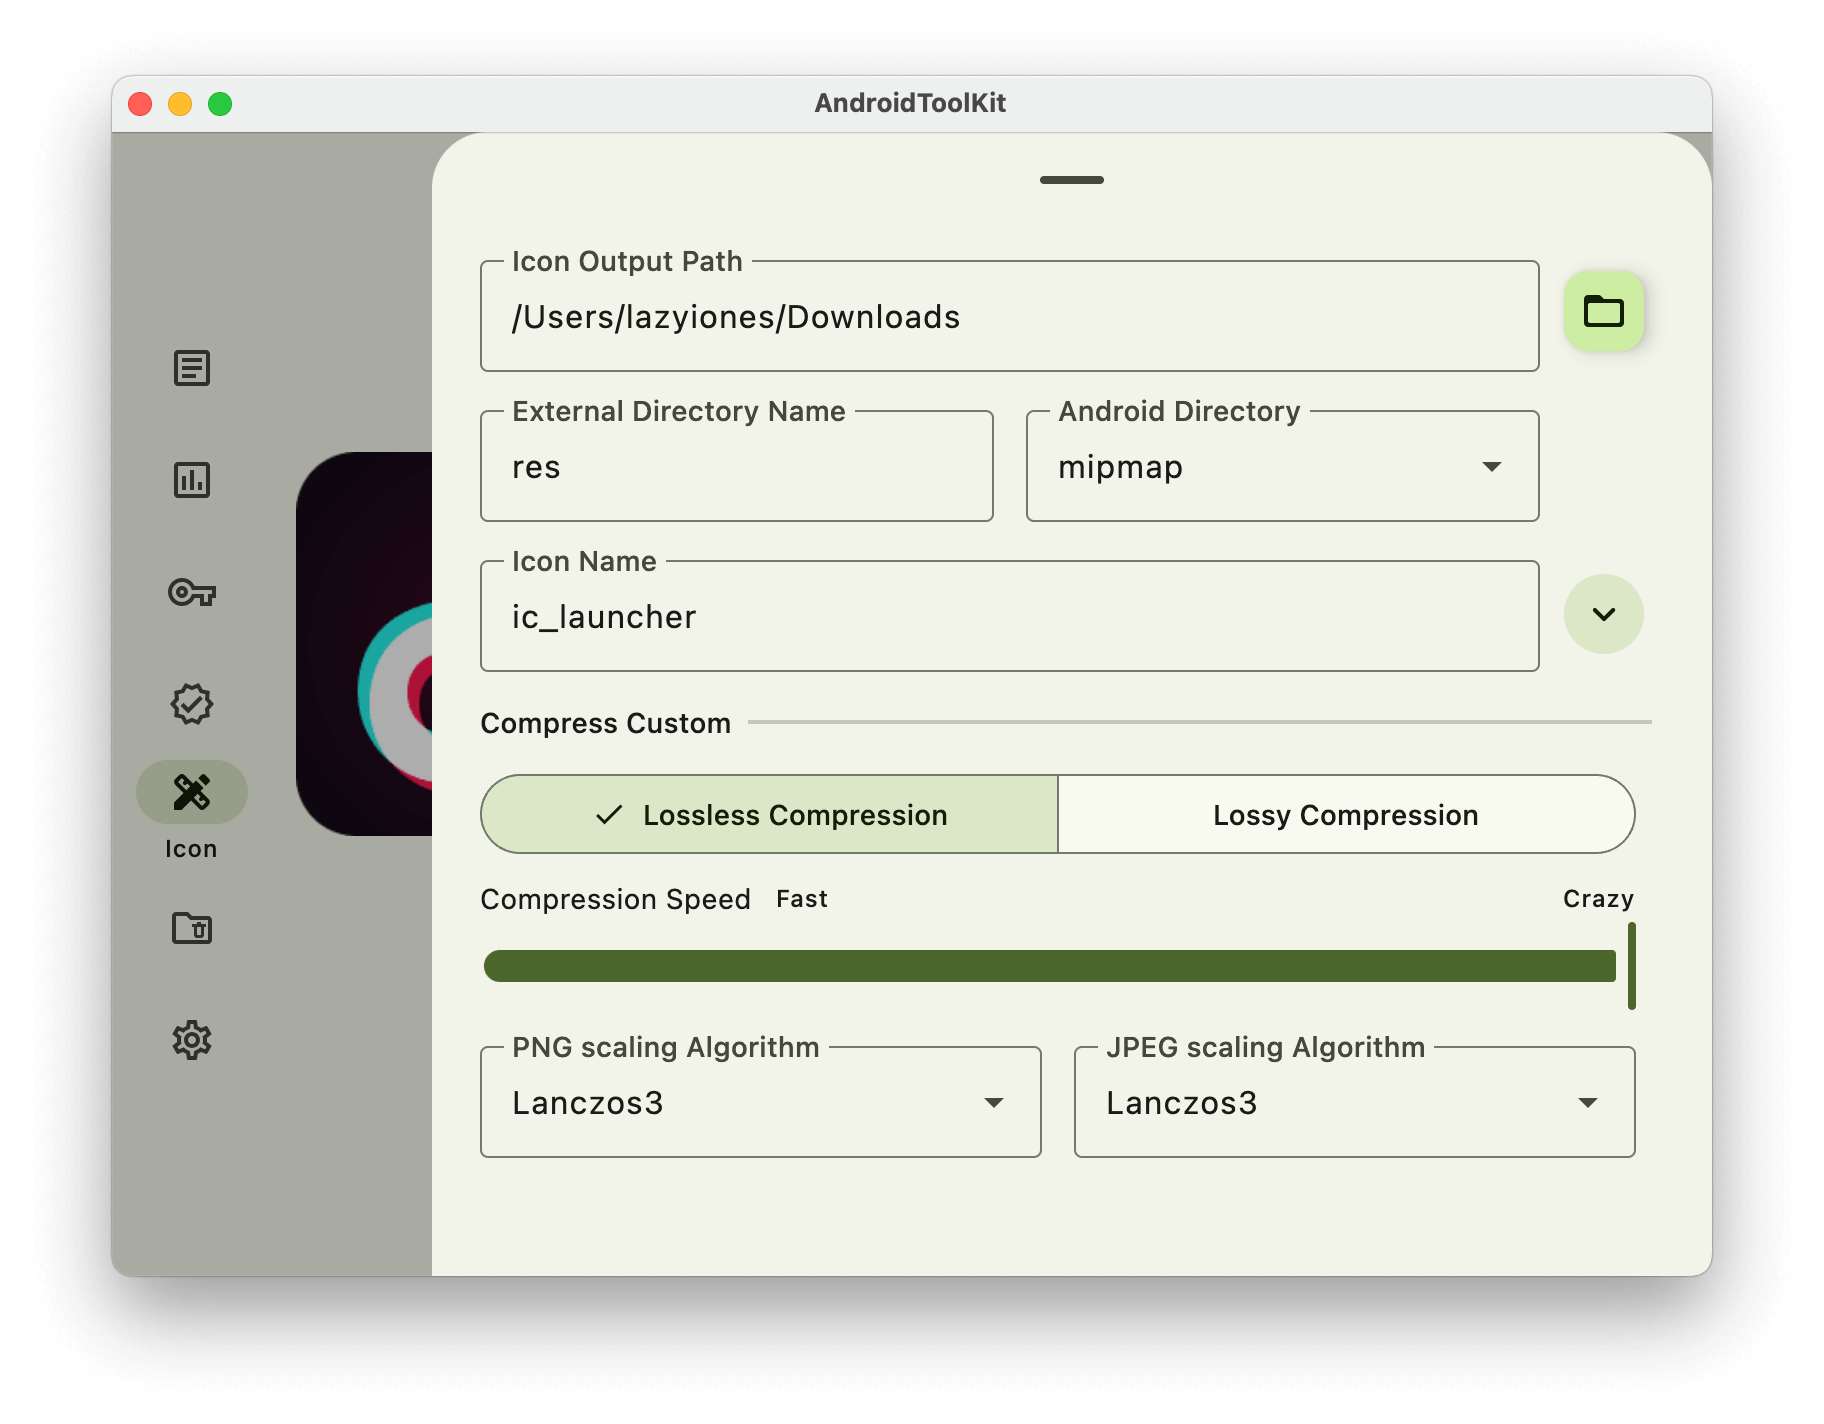 AndroidToolKit
Icon Output Path
/Users/lazyiones/Downloads
External Directory Name
res
Android Directory
mipmap
Icon Name
ic_launcher
Compress Custom
Lossless Compression
Lossy Compression
Compression Speed
Fast
Crazy
PNG scaling Algorithm
Lanczos3
JPEG scaling Algorithm
Lanczos3
Icon